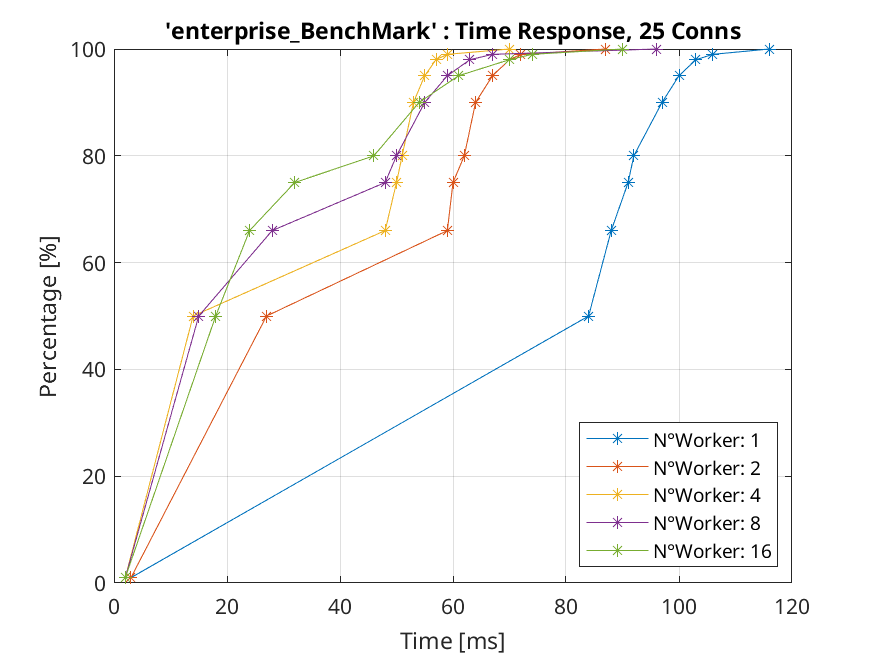 'enterprise_BenchMark' : Time Response, 25 Conns
100
80
60
40
20
0
Percentage [%]
0 20 40 60 80 100 120
Time [ms]
N°Worker: 1
N°Worker: 2
N°Worker: 4
N°Worker: 8
N°Worker: 16